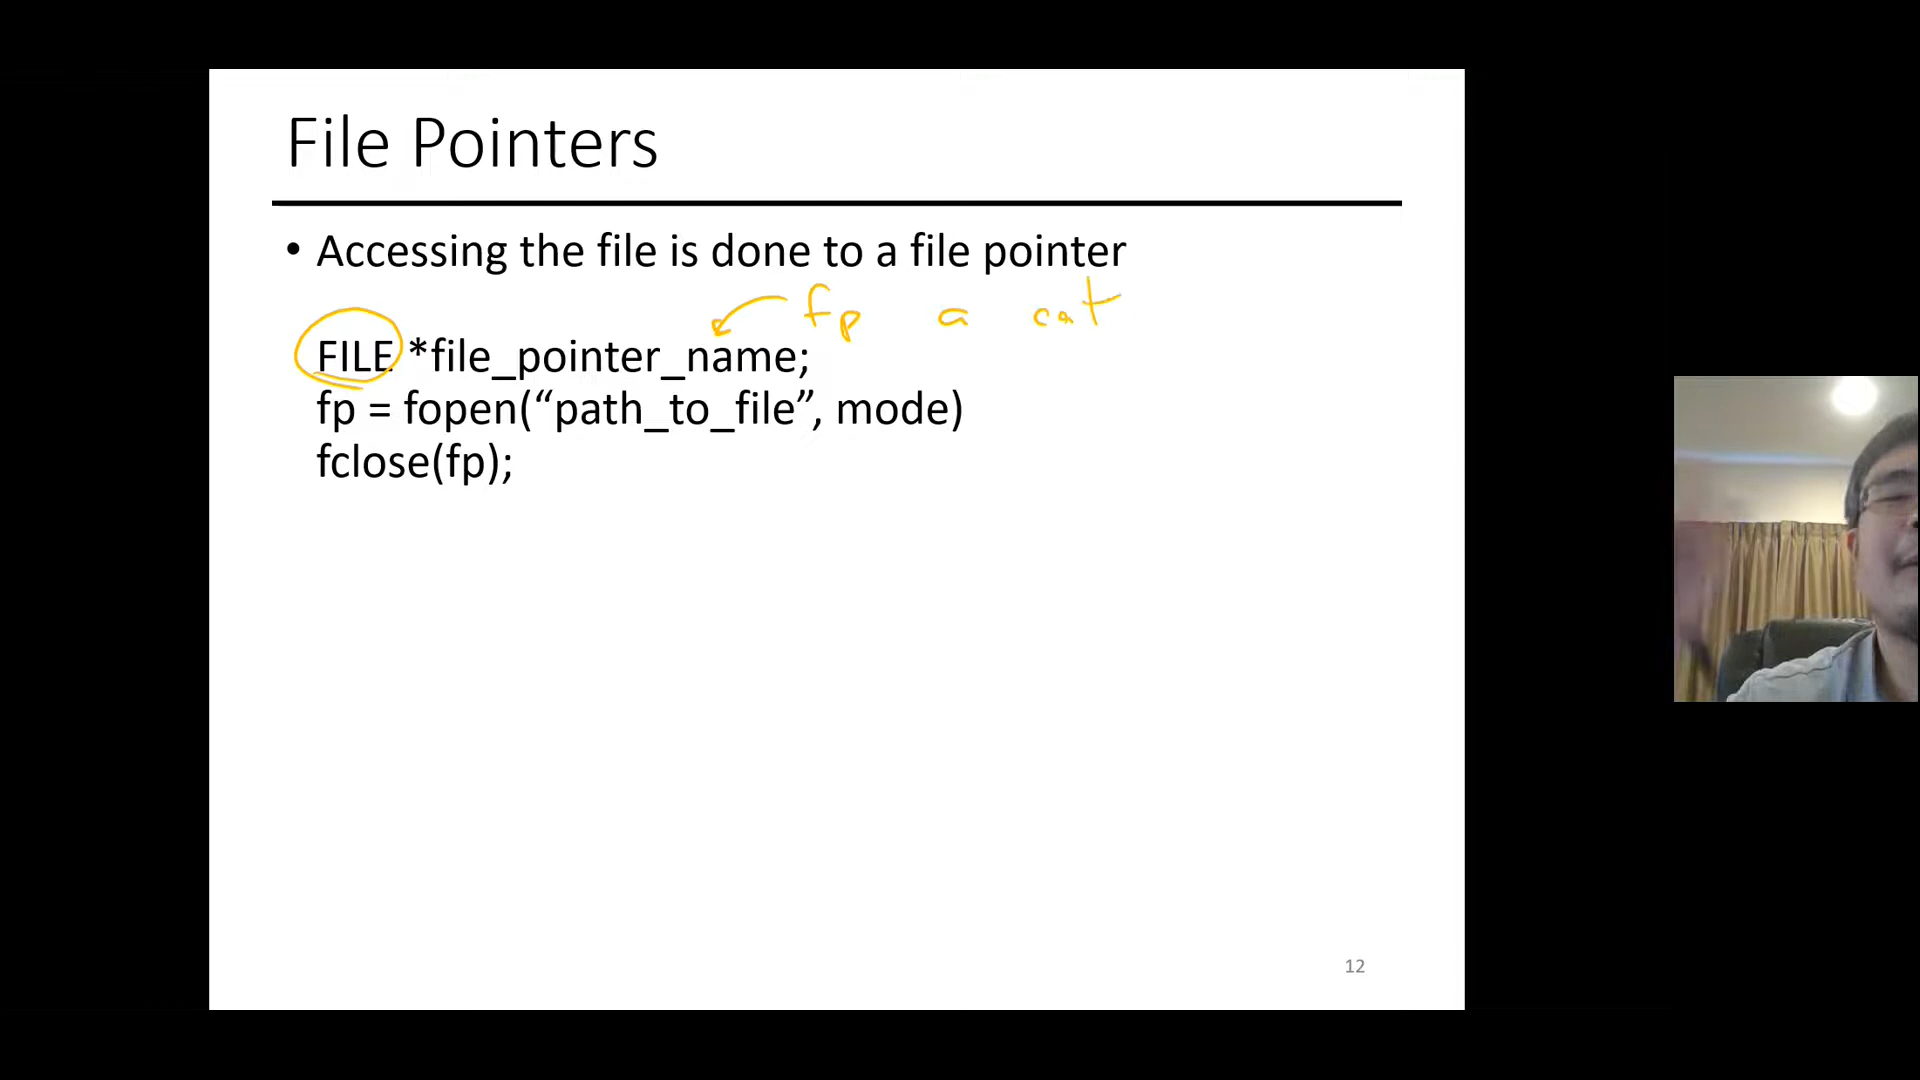 File Pointers
• Accessing the file is done to a file pointer
fp a cat
FILE *file_pointer_name;
fp = fopen(“path_to_file”, mode)
fclose(fp);
12